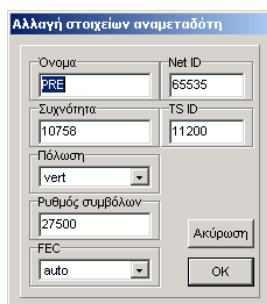 Αλλαγή στοιχείων αναμεταδότη
Όνομα
PRE
Net ID
65535
Συχνότητα
10758
TS ID
11200
Πόλωση
vert
Ρυθμός συμβόλων
27500
FEC
auto
Ακύρωση
OK